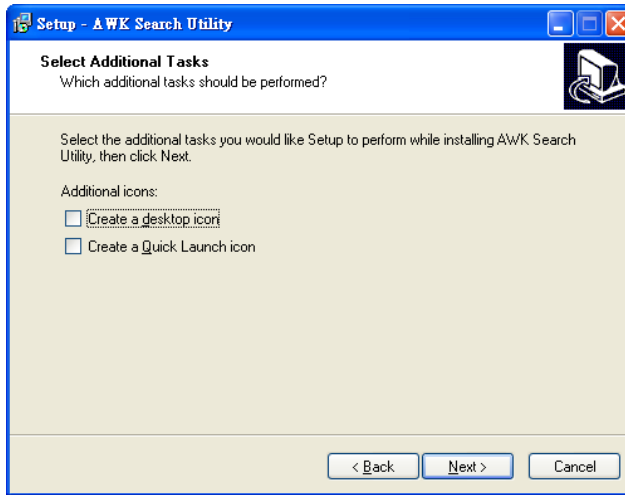 Setup - AWK Search Utility
Select Additional Tasks
Which additional tasks should be performed?
Select the additional tasks you would like Setup to perform while installing AWK Search
Utility, then click Next.
Additional icons:
Create a desktop icon
Create a Quick Launch icon
< Back Next > Cancel